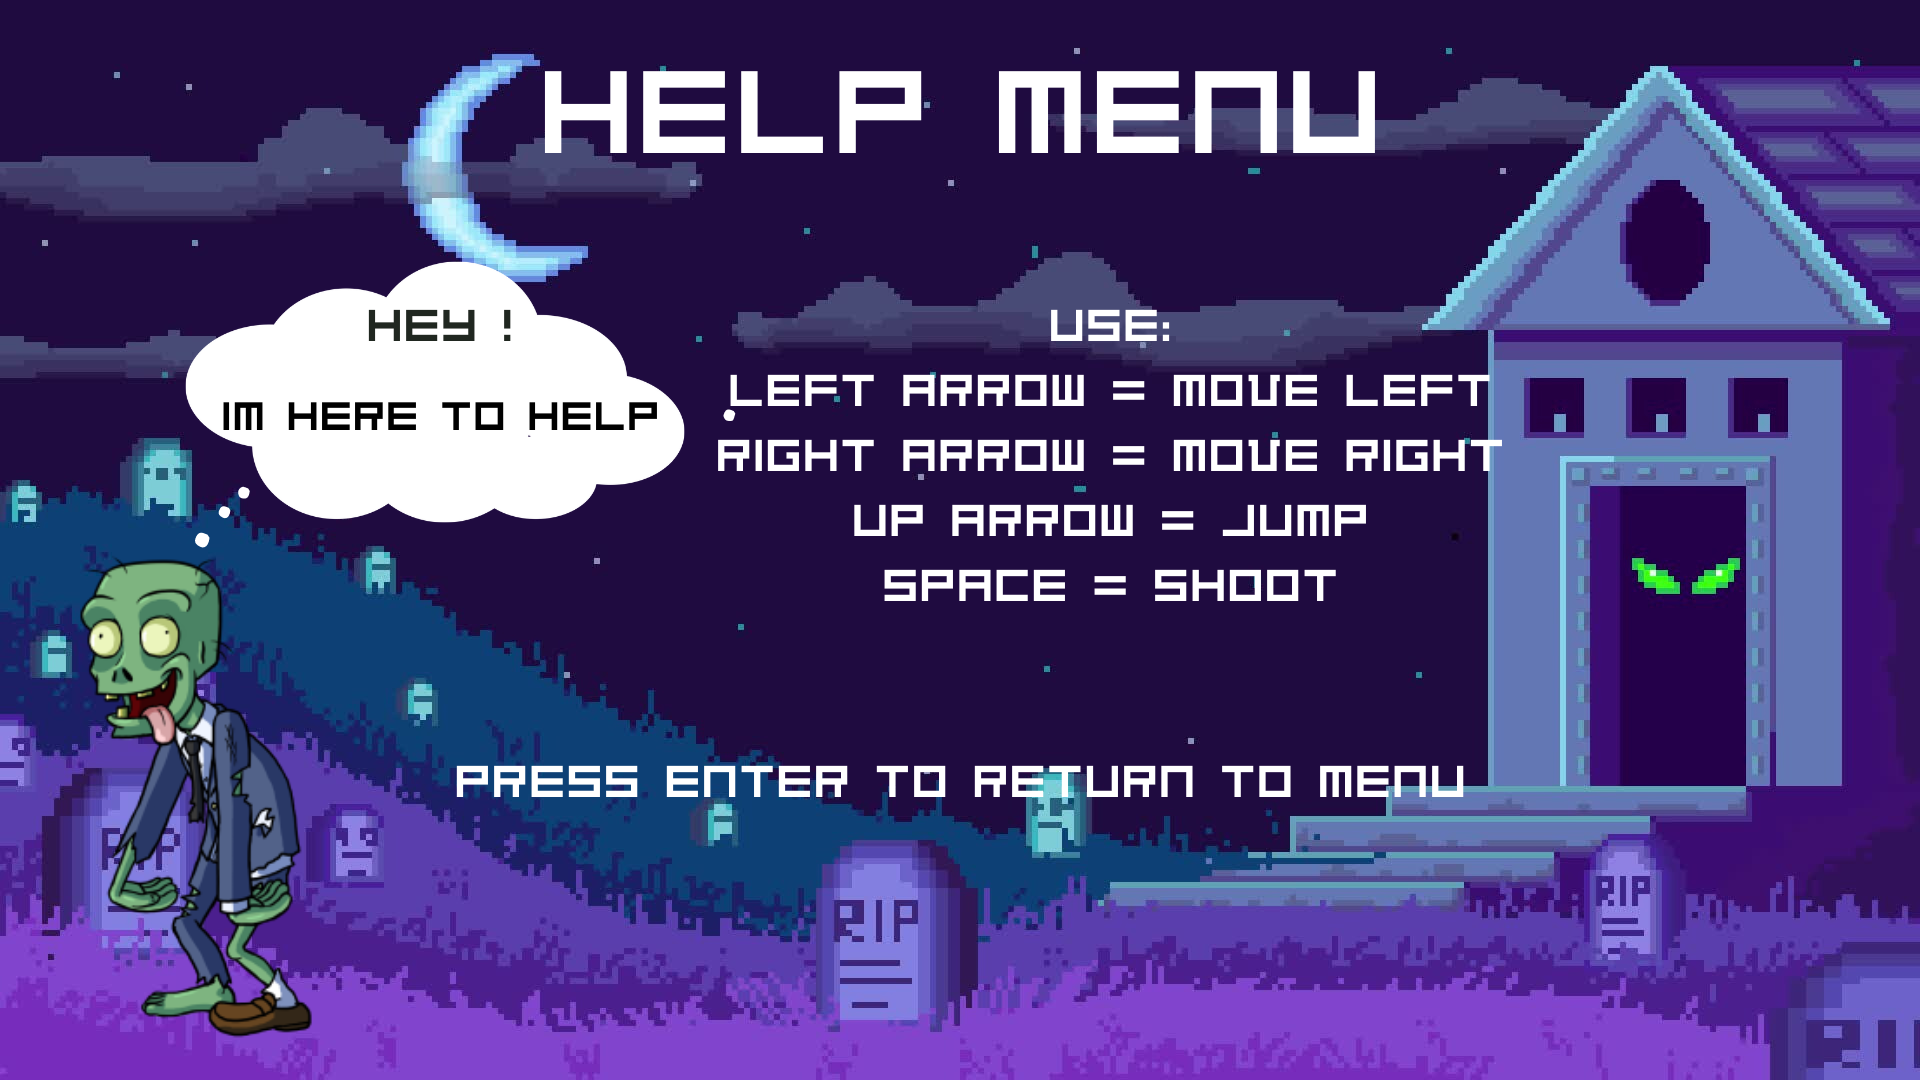 HELP MENU
HEY !
IM HERE TO HELP
USE:
LEFT ARROW = MOVE LEFT
RIGHT ARROW = MOVE RIGHT
UP ARROW = JUMP
SPACE = SHOOT
PRESS ENTER TO RETURN TO MENU
RIP
RIP
RIP
RI